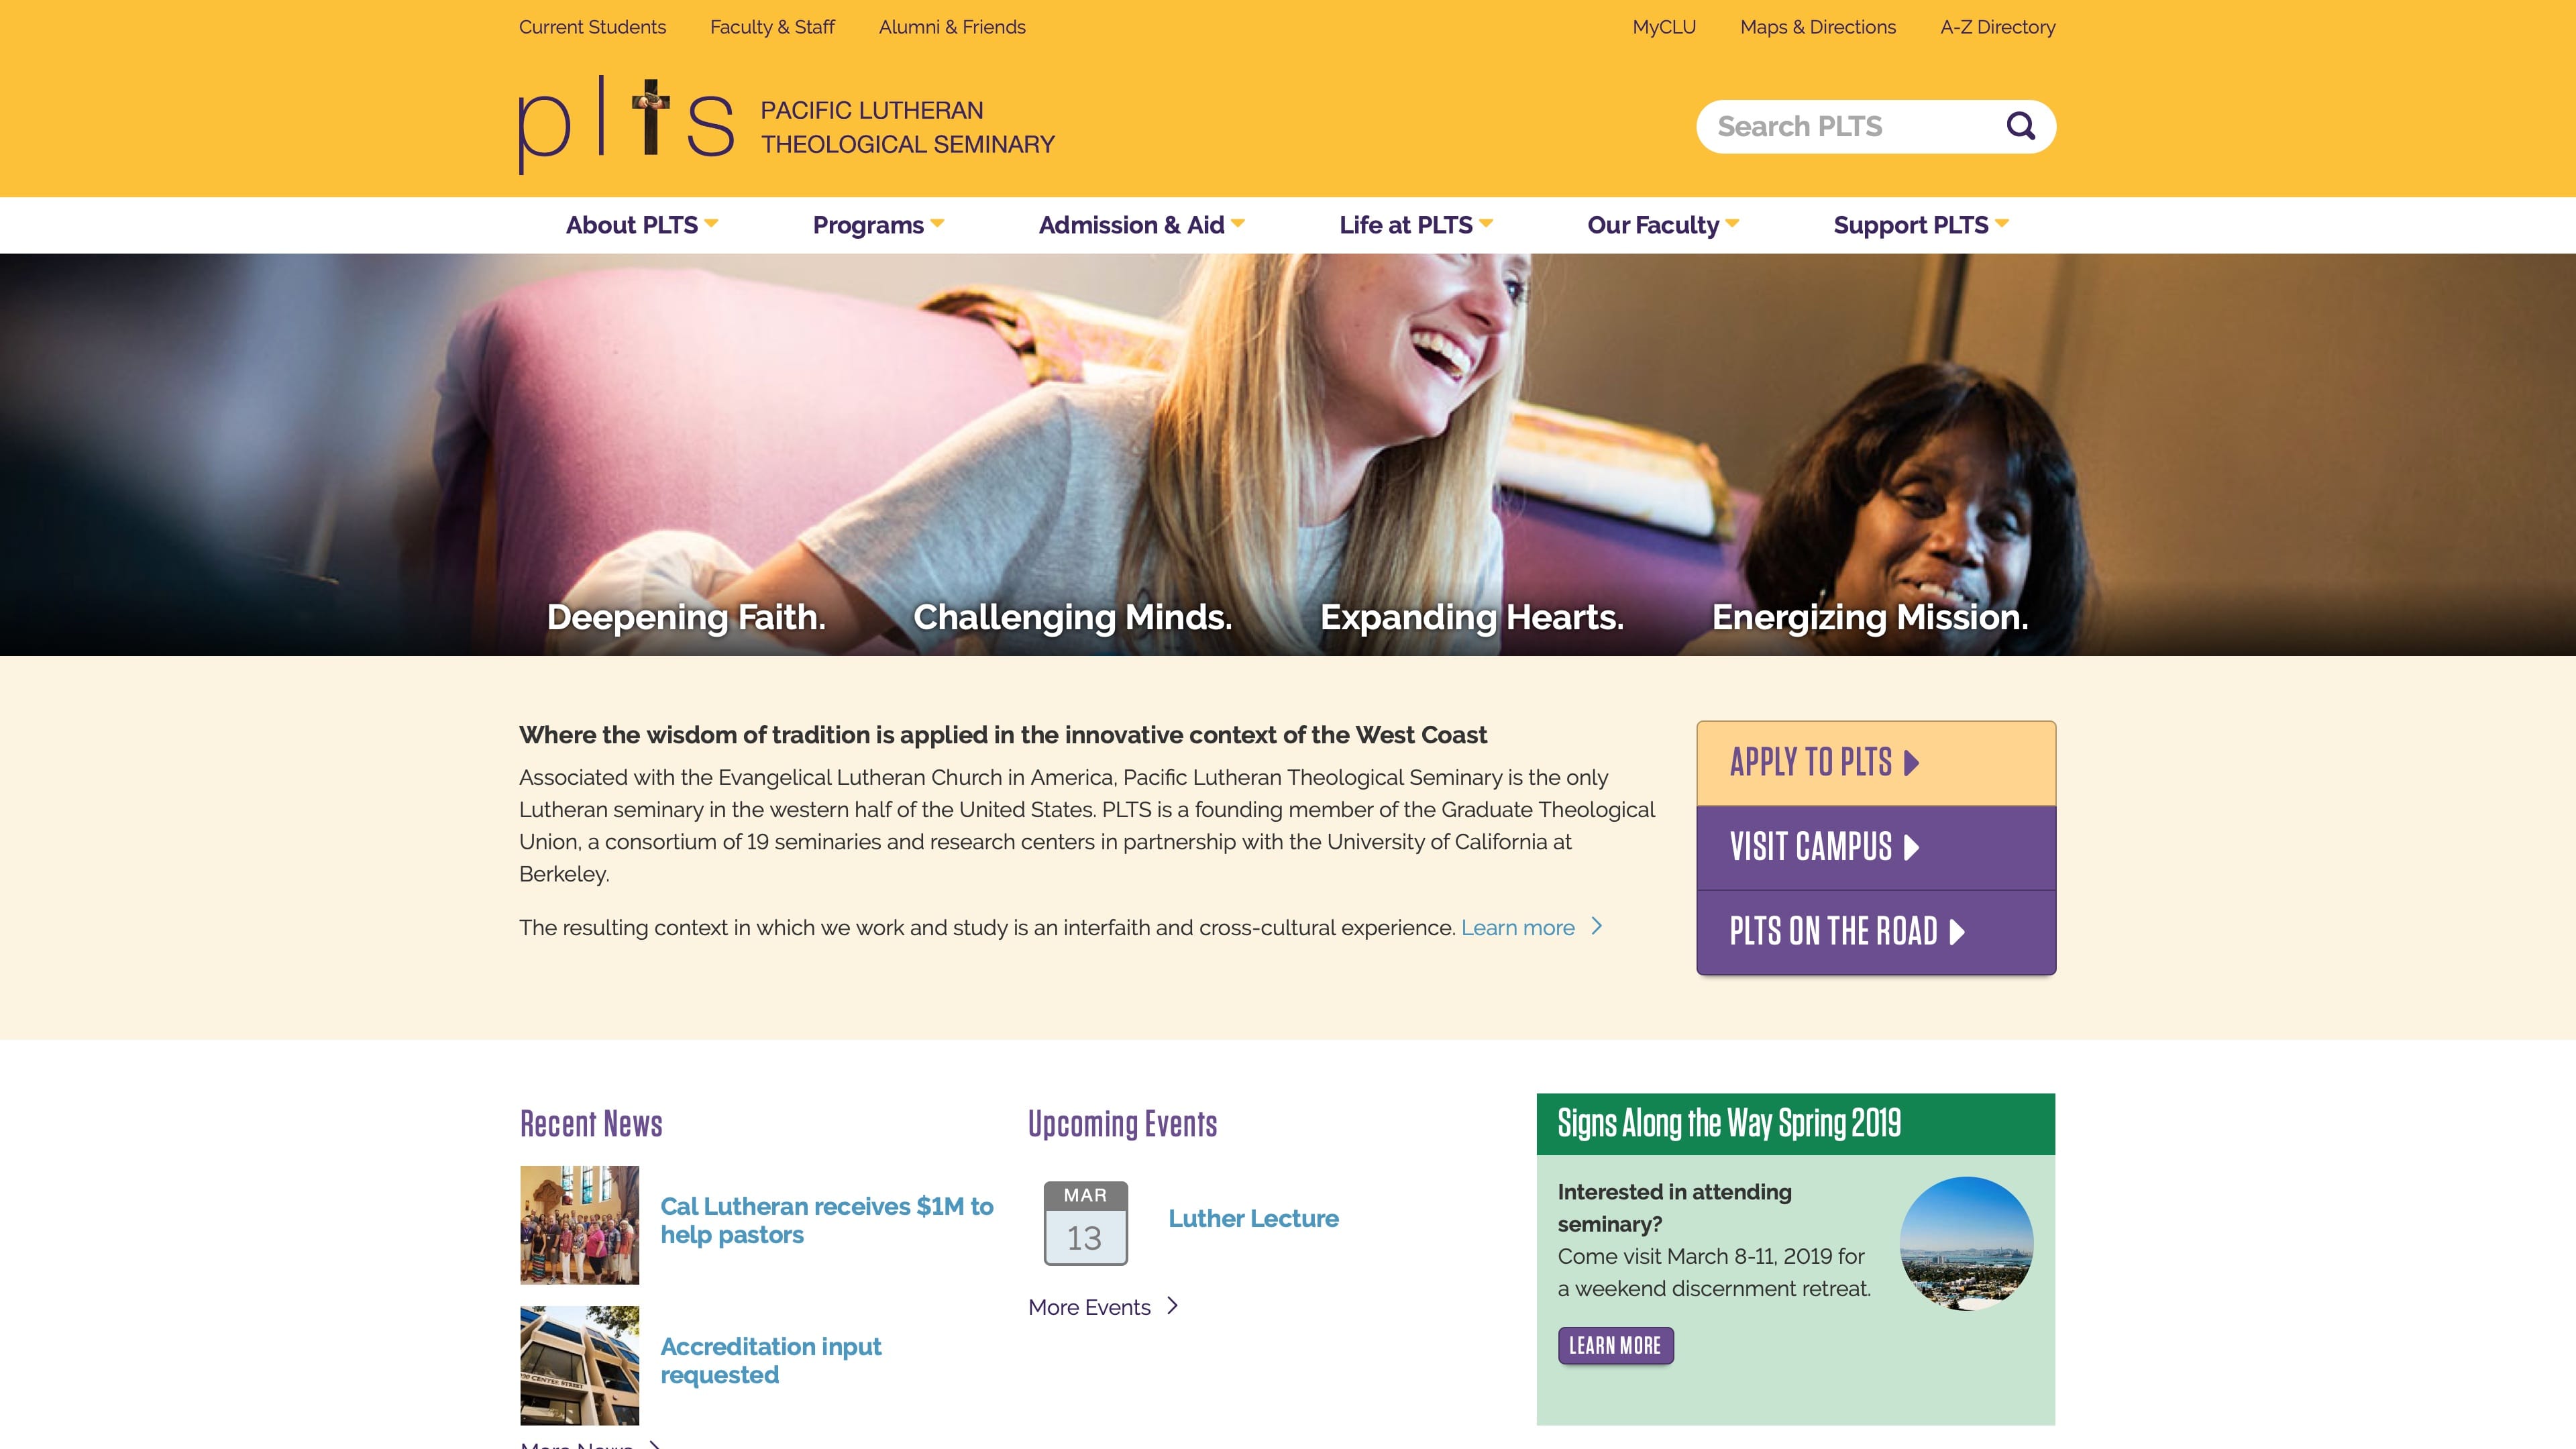 Current Students Faculty & Staff Alumni & Friends MyCLU Maps & Directions A-Z Directory
plts PACIFIC LUTHERAN
THEOLOGICAL SEMINARY
Search PLTS
About PLTS Programs Admission & Aid Life at PLTS Our Faculty Support PLTS
Deepening Faith. Challenging Minds. Expanding Hearts. Energizing Mission.
Where the wisdom of tradition is applied in the innovative context of the West Coast
Associated with the Evangelical Lutheran Church in America, Pacific Lutheran Theological Seminary is the only
Lutheran seminary in the western half of the United States. PLTS is a founding member of the Graduate Theological
Union, a consortium of 19 seminaries and research centers in partnership with the University of California at
Berkeley.
The resulting context in which we work and study is an interfaith and cross-cultural experience. Learn more
APPLY TO PLTS
VISIT CAMPUS
PLTS ON THE ROAD
Recent News
Cal Lutheran receives $1M to
help pastors
CENTER STREET
Accreditation input
requested
More News
Upcoming Events
MAR
13
Luther Lecture
More Events
Signs Along the Way Spring 2019
Interested in attending
seminary?
Come visit March 8-11, 2019 for
a weekend discernment retreat.
LEARN MORE